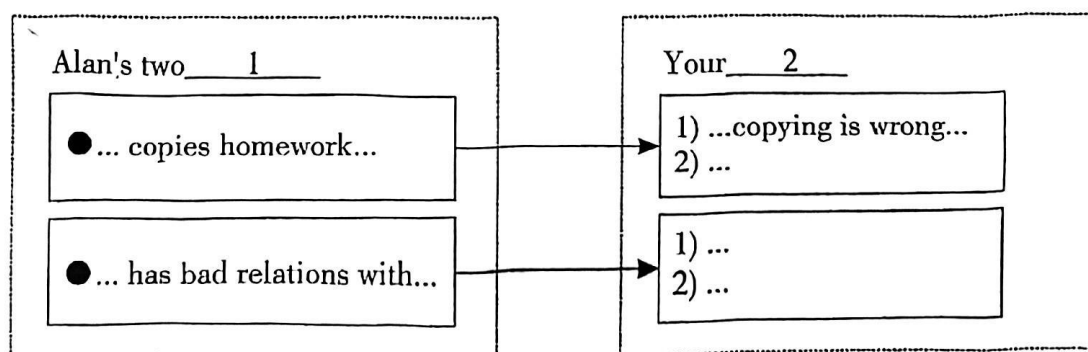 Alan's two 1
● ... copies homework...
● ... has bad relations with...
Your 2
1) ...copying is wrong...
2) ...
1) ...
2) ...